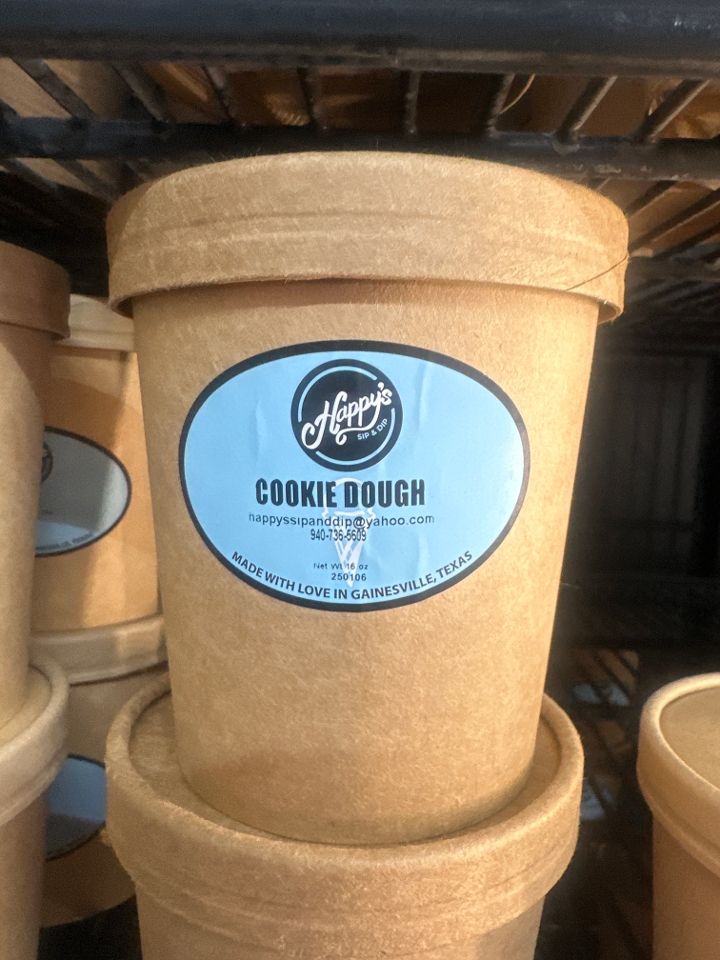 Happy's
SIP & DIP
COOKIE DOUGH
happyssipanddip@yahoo.com
940-736-5609
Net Wt. 16 oz
250106
MADE WITH LOVE IN GAINESVILLE, TEXAS